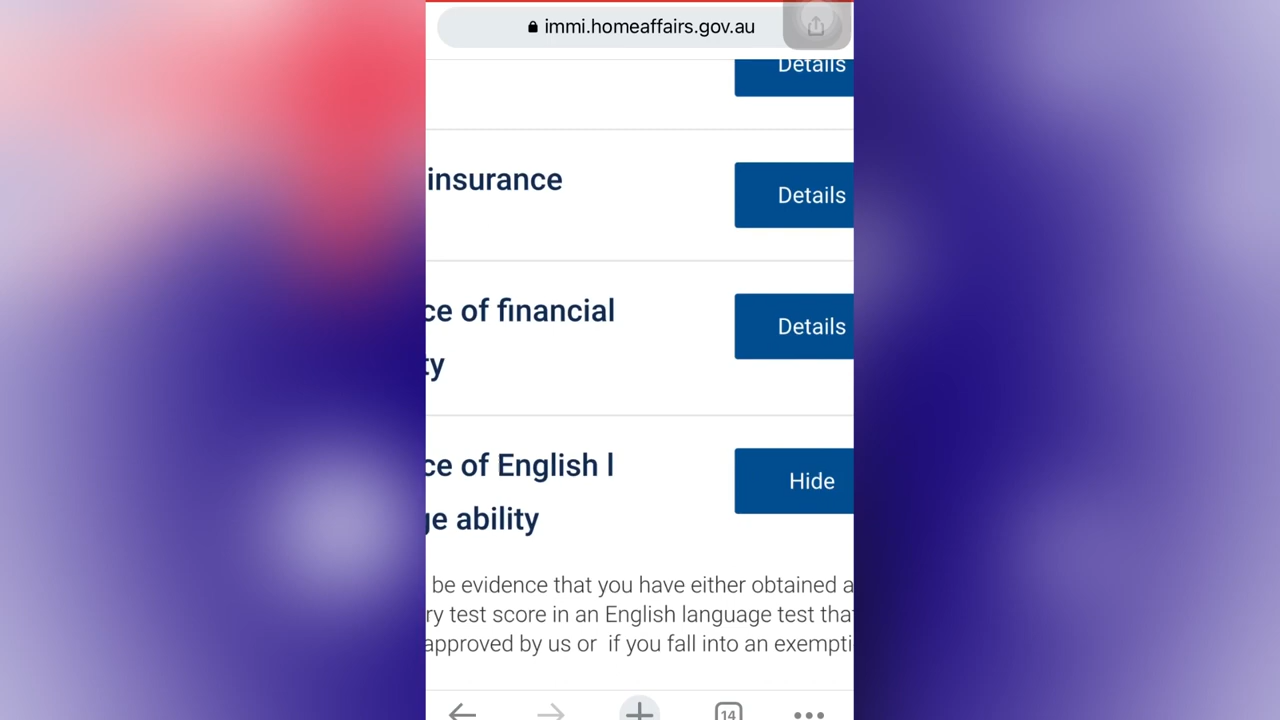 immi.homeaffairs.gov.au
Details
insurance
Details
ce of financial
Details
ty
ce of English l
Hide
ge ability
be evidence that you have either obtained a
ry test score in an English language test that
approved by us or if you fall into an exempti
14